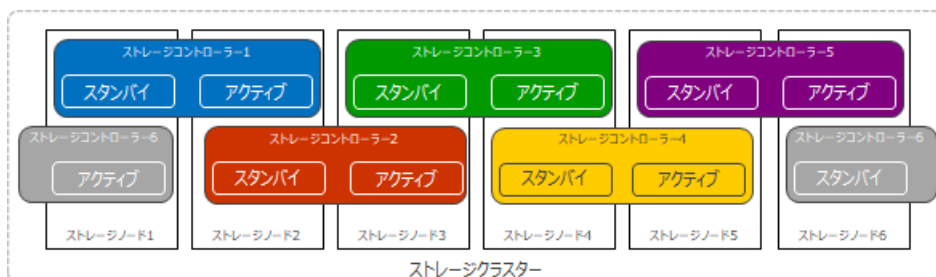 ストレージコントローラー1
ストレージコントローラー3
ストレージコントローラー5
スタンバイ
アクティブ
スタンバイ
アクティブ
スタンバイ
アクティブ
ストレージコントローラー6
ストレージコントローラー2
ストレージコントローラー4
ストレージコントローラー6
アクティブ
スタンバイ
アクティブ
スタンバイ
アクティブ
スタンバイ
ストレージノード1
ストレージノード2
ストレージノード3
ストレージノード4
ストレージノード5
ストレージノード6
ストレージクラスター